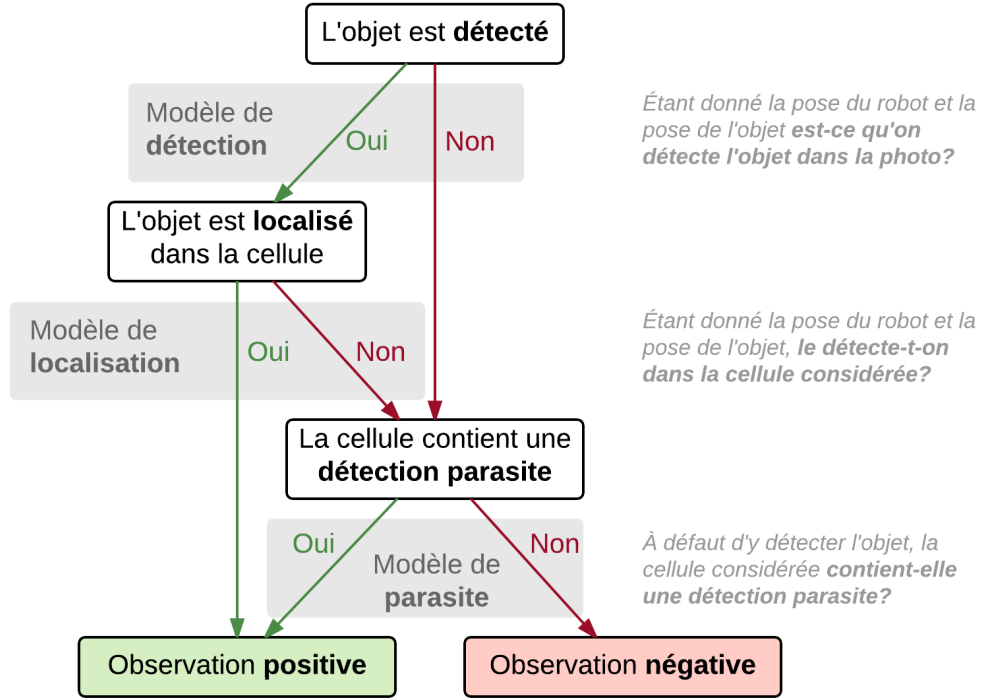 L'objet est détecté
Modèle de
détection
Oui
Non
Étant donné la pose du robot et la
pose de l'objet est-ce qu'on
détecte l'objet dans la photo?
L'objet est localisé
dans la cellule
Modèle de
localisation
Oui
Non
Étant donné la pose du robot et la
pose de l'objet, le détecte-t-on
dans la cellule considérée?
La cellule contient une
détection parasite
Oui
Non
Modèle de
parasite
À défaut d'y détecter l'objet, la
cellule considérée contient-elle
une détection parasite?
Observation positive
Observation négative